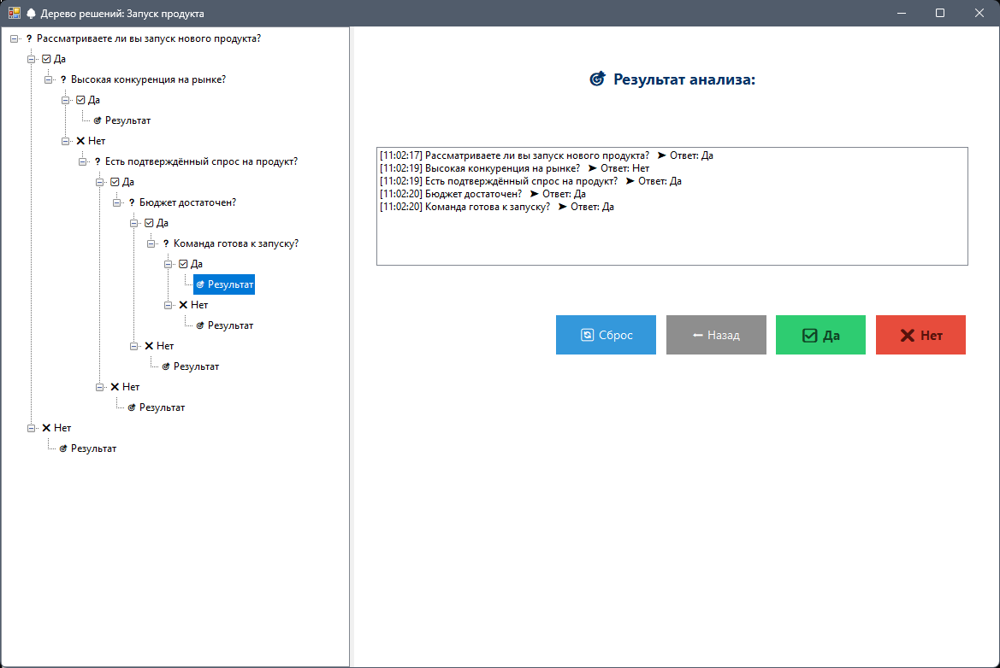 Дерево решений: Запуск продукта
? Рассматриваете ли вы запуск нового продукта?
Да
? Высокая конкуренция на рынке?
Да
Результат
Нет
? Есть подтверждённый спрос на продукт?
Да
? Бюджет достаточен?
Да
? Команда готова к запуску?
Да
Результат
Нет
Результат
Нет
Результат
Нет
Результат
Нет
Результат
Результат анализа:
[11:02:17] Рассматриваете ли вы запуск нового продукта? ➤ Ответ: Да
[11:02:19] Высокая конкуренция на рынке? ➤ Ответ: Нет
[11:02:19] Есть подтверждённый спрос на продукт? ➤ Ответ: Да
[11:02:20] Бюджет достаточен? ➤ Ответ: Да
[11:02:20] Команда готова к запуску? ➤ Ответ: Да
Сброс
Назад
Да
Нет